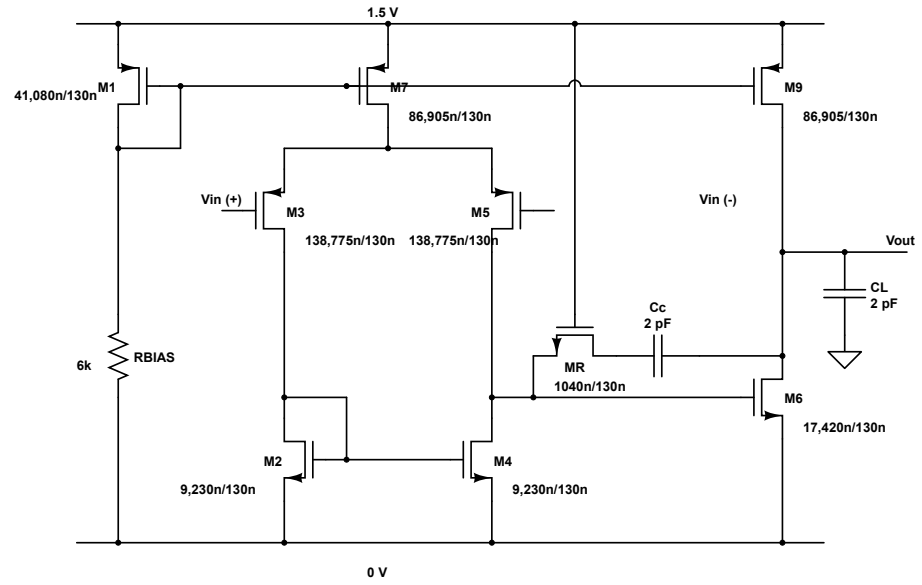 1.5 V
M1
41,080n/130n
M7
86,905n/130n
M9
86,905/130n
Vin (+)
M3
138,775n/130n
M5
138,775n/130n
Vin (-)
Vout
CL
2 pF
Cc
2 pF
MR
1040n/130n
6k
RBIAS
M6
17,420n/130n
M2
9,230n/130n
M4
9,230n/130n
0 V